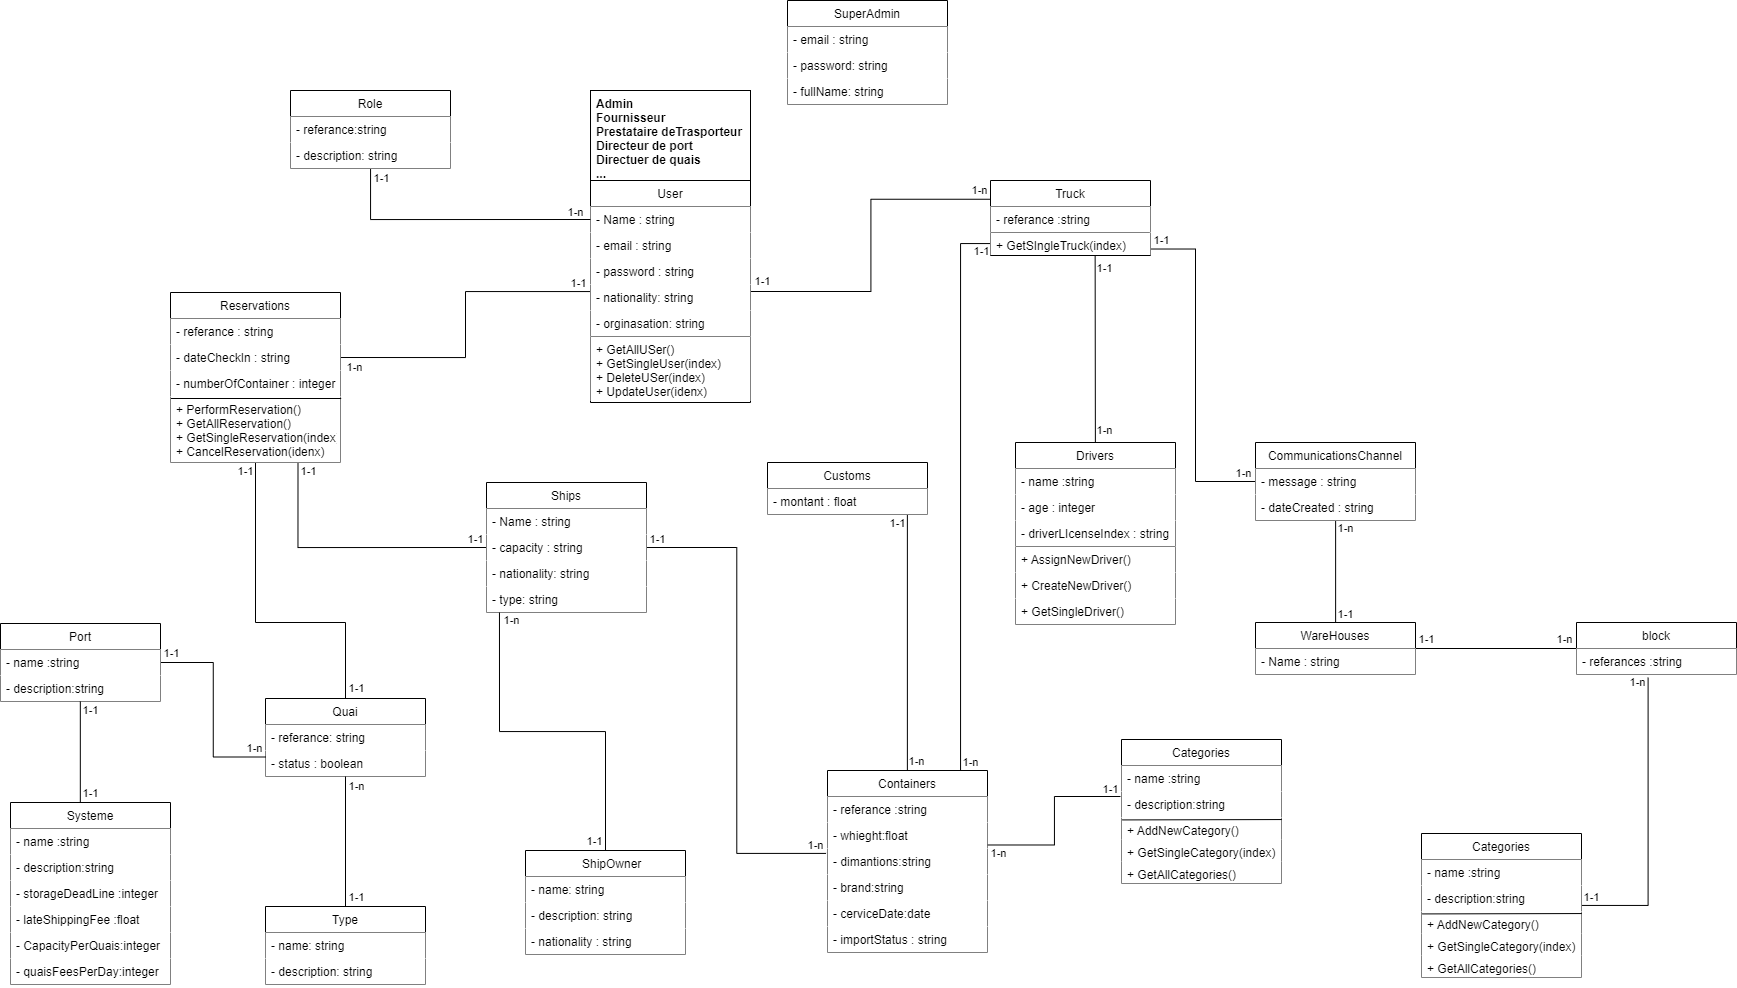 SuperAdmin
- email : string
- password: string
- fullName: string
Role
- referance:string
- description: string
1-1
Admin
Fournisseur
Prestataire deTrasporteur
Directeur de port
Directuer de quais
...
User
- Name : string
- email : string
- password : string
- nationality: string
- orginasation: string
+ GetAllUSer()
+ GetSingleUser(index)
+ DeleteUSer(index)
+ UpdateUser(idenx)
1-n
1-1
1-1
1-n
Truck
- referance :string
+ GetSIngleTruck(index)
1-1
1-1
1-1
Reservations
- referance : string
- dateCheckIn : string
- numberOfContainer : integer
+ PerformReservation()
+ GetAllReservation()
+ GetSingleReservation(index
+ CancelReservation(idenx)
1-n
1-1
1-1
Ships
- Name : string
- capacity : string
- nationality: string
- type: string
1-1
1-1
1-n
Customs
- montant : float
1-1
1-n
Drivers
- name :string
- age : integer
- driverLIcenseIndex : string
+ AssignNewDriver()
+ CreateNewDriver()
+ GetSingleDriver()
1-n
CommunicationsChannel
- message : string
- dateCreated : string
1-n
1-1
WareHouses
- Name : string
1-1
1-n
block
- referances :string
1-n
Port
- name :string
- description:string
1-1
1-1
1-1
Quai
- referance: string
- status : boolean
1-n
1-n
1-1
Systeme
- name :string
- description:string
- storageDeadLine :integer
- lateShippingFee :float
- CapacityPerQuais:integer
- quaisFeesPerDay:integer
1-1
Type
- name: string
- description: string
1-1
ShipOwner
- name: string
- description: string
- nationality : string
1-n
1-n
1-n
Containers
- referance :string
- whieght:float
- dimantions:string
- brand:string
- cerviceDate:date
- importStatus : string
1-n
1-1
Categories
- name :string
- description:string
+ AddNewCategory()
+ GetSingleCategory(index)
+ GetAllCategories()
Categories
- name :string
- description:string
+ AddNewCategory()
+ GetSingleCategory(index)
+ GetAllCategories()
1-1